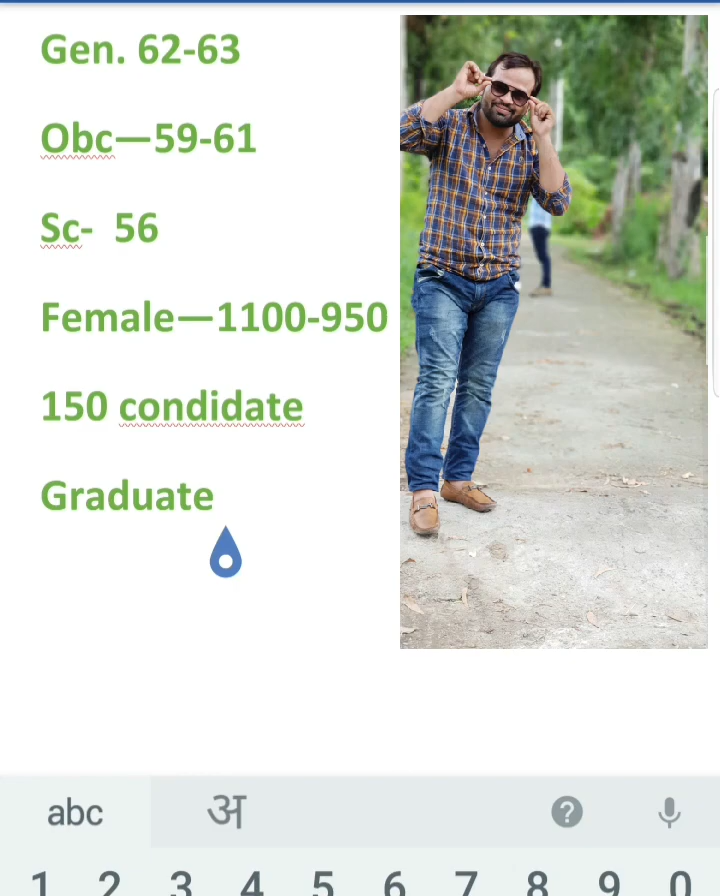 Gen. 62-63
Obc—59-61
Sc- 56
Female—1100-950
150 condidate
Graduate
abc अ ?
1 2 3 4 5 6 7 8 9 0